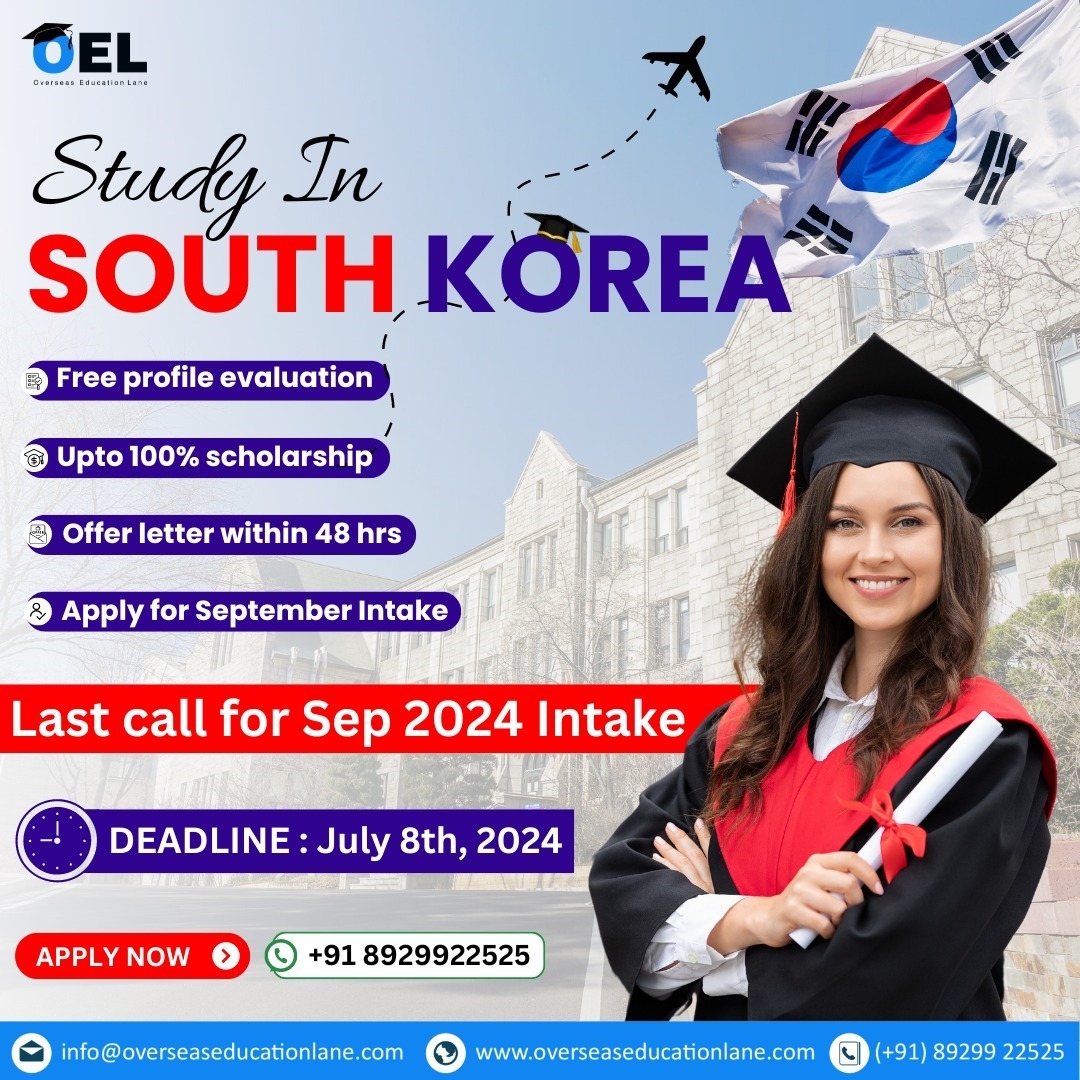 OEL
Overseas Education Lane
Study In
SOUTH KOREA
Free profile evaluation
Upto 100% scholarship
Offer letter within 48 hrs
Apply for September Intake
Last call for Sep 2024 Intake
DEADLINE : July 8th, 2024
APPLY NOW
+91 8929922525
info@overseaseducationlane.com
www.overseaseducationlane.com
(+91) 89299 22525